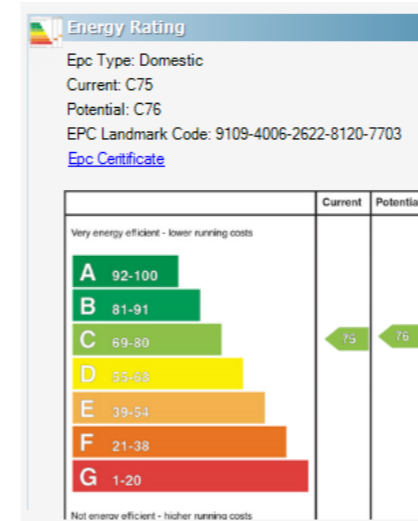 Energy Rating
Epc Type: Domestic
Current: C75
Potential: C76
EPC Landmark Code: 9109-4006-2622-8120-7703
Epc Ceritificate
Current Potentia
Very energy efficient - lower running costs
A 92-100
B 81-91
C 69-80 75 76
D 55-68
E 39-54
F 21-38
G 1-20
Not energy efficient - higher running costs